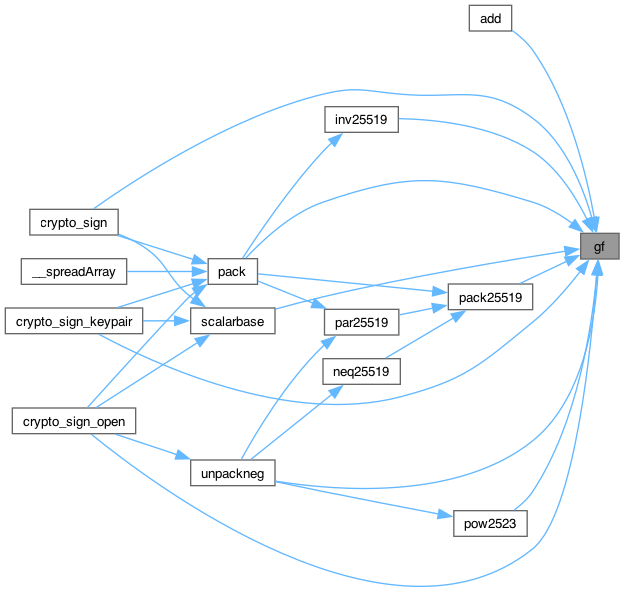 add
inv25519
crypto_sign
gf
pack
__spreadArray
pack25519
crypto_sign_keypair
scalarbase
par25519
neq25519
crypto_sign_open
unpackneg
pow2523